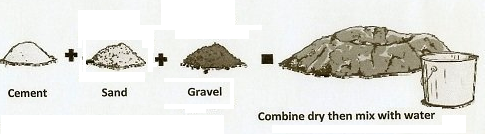 Cement
Sand
Gravel
Combine dry then mix with water